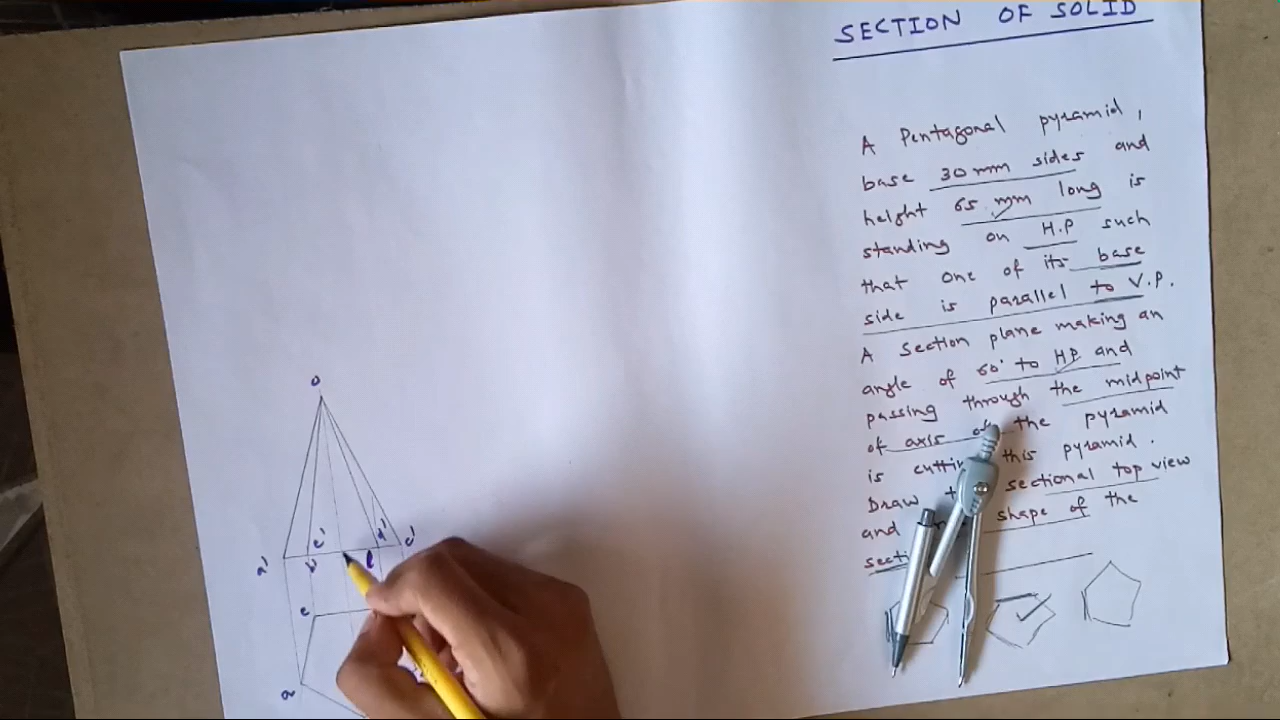 SECTION OF SOLID
A Pentagonal pyramid,
base 30 mm sides and
height 65 mm long is
standing on H.P such
that one of its base
side is parallel to V.P.
A section plane making an
angle of 60° to HP and
passing through the midpoint
of axis of the pyramid
is cutting this pyramid.
Draw sectional top view
and shape of the
o
e' d' c'
a' b'
e
a